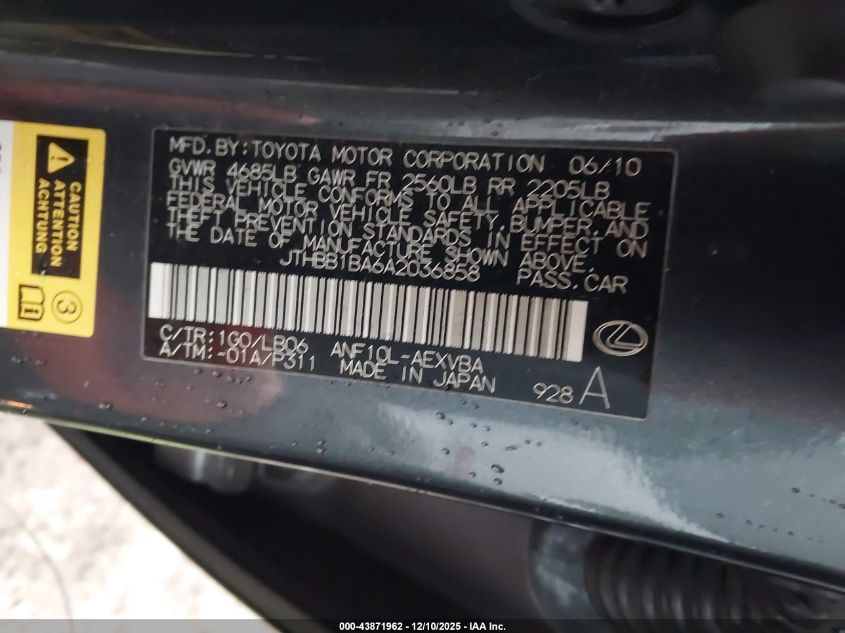 MFD. BY: TOYOTA MOTOR CORPORATION 06/10
GVWR 4685LB GAWR FR 2560LB RR 2205LB
THIS VEHICLE CONFORMS TO ALL APPLICABLE
FEDERAL MOTOR VEHICLE SAFETY, BUMPER, AND
THEFT PREVENTION STANDARDS IN EFFECT ON
THE DATE OF MANUFACTURE SHOWN ABOVE.
JTHBB1BA6A2036858 PASS. CAR
C/TR: 1G0/LB06 ANF10L-AEXVBA
A/TM: -01A/P311 MADE IN JAPAN 928 A
CAUTION
ATTENTION
ACHTUNG
3
000-43871962 - 12/10/2025 - IAA Inc.